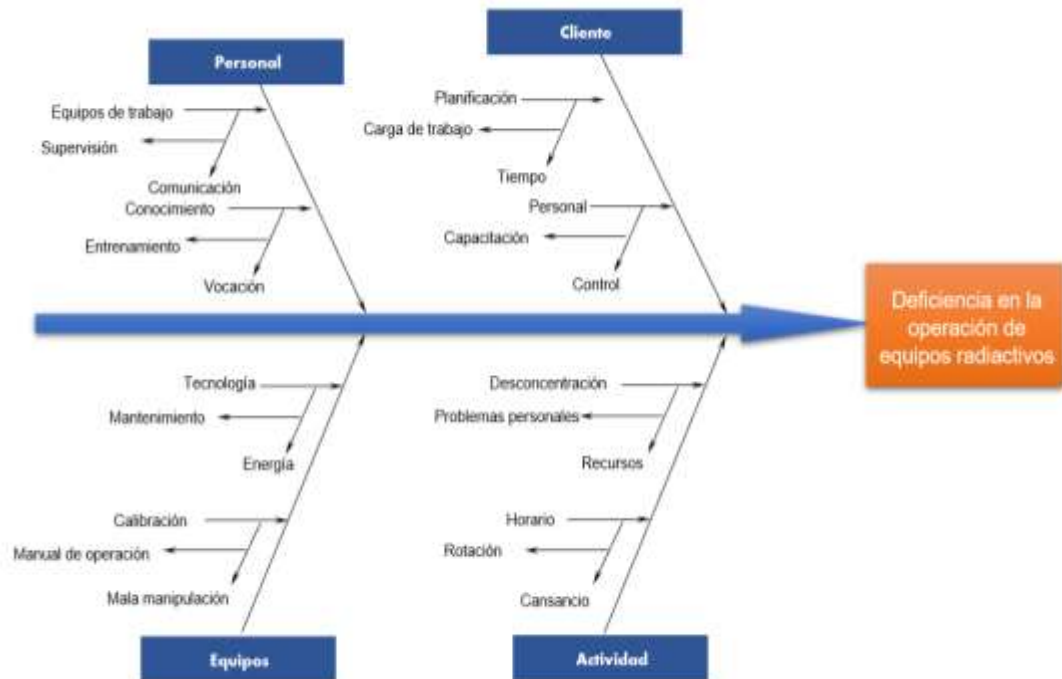 Personal
Equipos de trabajo
Supervisión
Comunicación
Conocimiento
Entrenamiento
Vocación
Cliente
Planificación
Carga de trabajo
Tiempo
Personal
Capacitación
Control
Deficiencia en la
operación de
equipos radiactivos
Tecnología
Mantenimiento
Energía
Calibración
Manual de operación
Mala manipulación
Equipos
Desconcentración
Problemas personales
Recursos
Horario
Rotación
Cansancio
Actividad